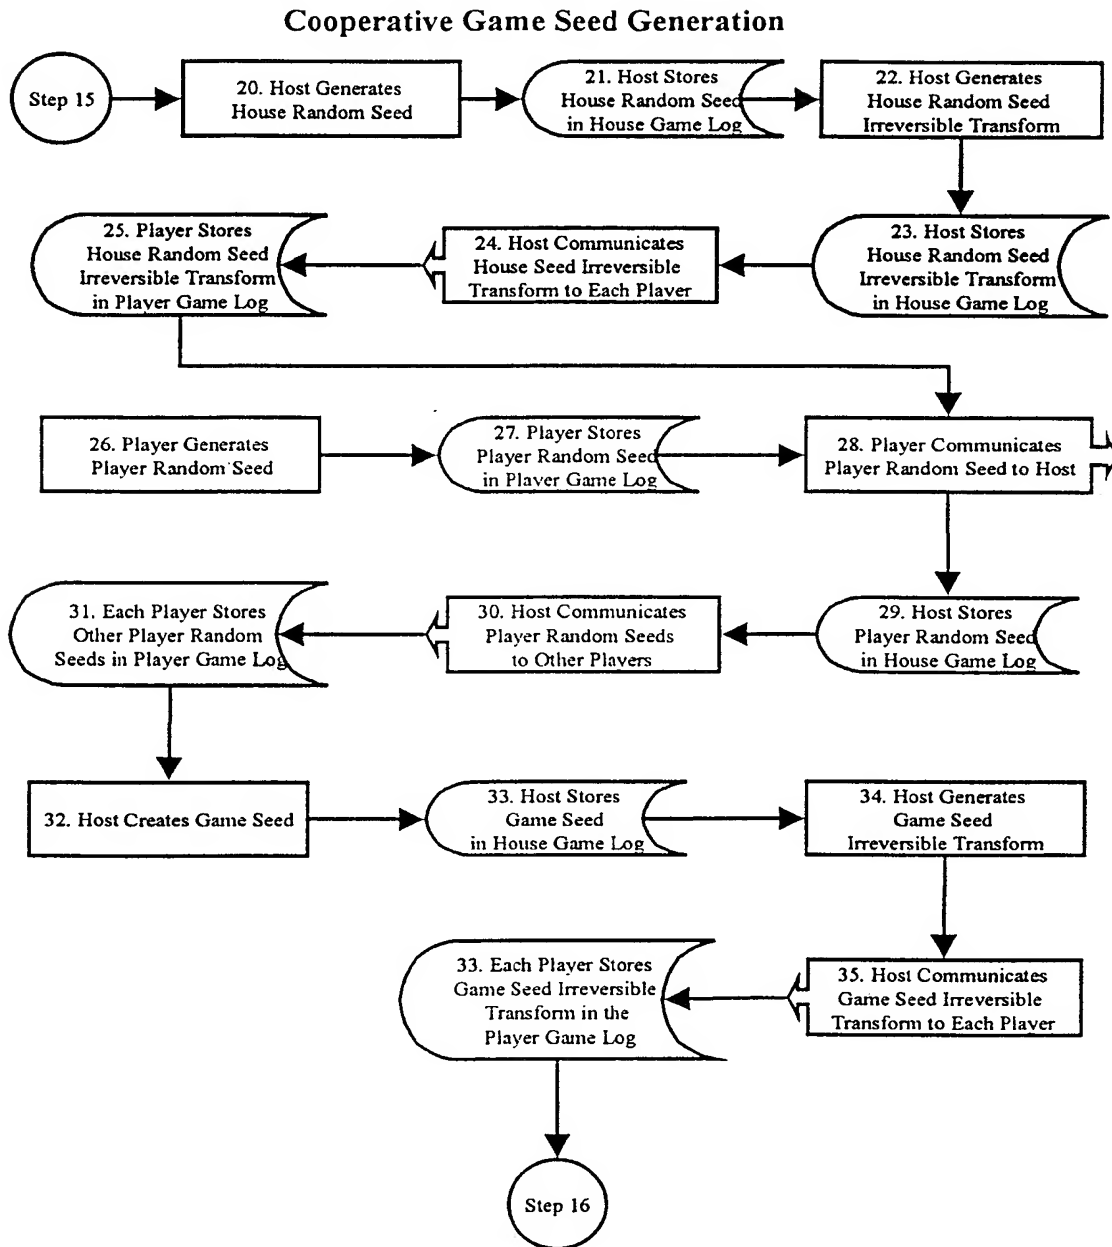 Cooperative Game Seed Generation
Step 15
20. Host Generates
House Random Seed
21. Host Stores
House Random Seed
in House Game Log
22. Host Generates
House Random Seed
Irreversible Transform
25. Player Stores
House Random Seed
Irreversible Transform
in Player Game Log
24. Host Communicates
House Seed Irreversible
Transform to Each Player
23. Host Stores
House Random Seed
Irreversible Transform
in House Game Log
26. Player Generates
Player Random Seed
27. Player Stores
Player Random Seed
in Player Game Log
28. Player Communicates
Player Random Seed to Host
31. Each Player Stores
Other Player Random
Seeds in Player Game Log
30. Host Communicates
Player Random Seeds
to Other Players
29. Host Stores
Player Random Seed
in House Game Log
32. Host Creates Game Seed
33. Host Stores
Game Seed
in House Game Log
34. Host Generates
Game Seed
Irreversible Transform
33. Each Player Stores
Game Seed Irreversible
Transform in the
Player Game Log
35. Host Communicates
Game Seed Irreversible
Transform to Each Player
Step 16